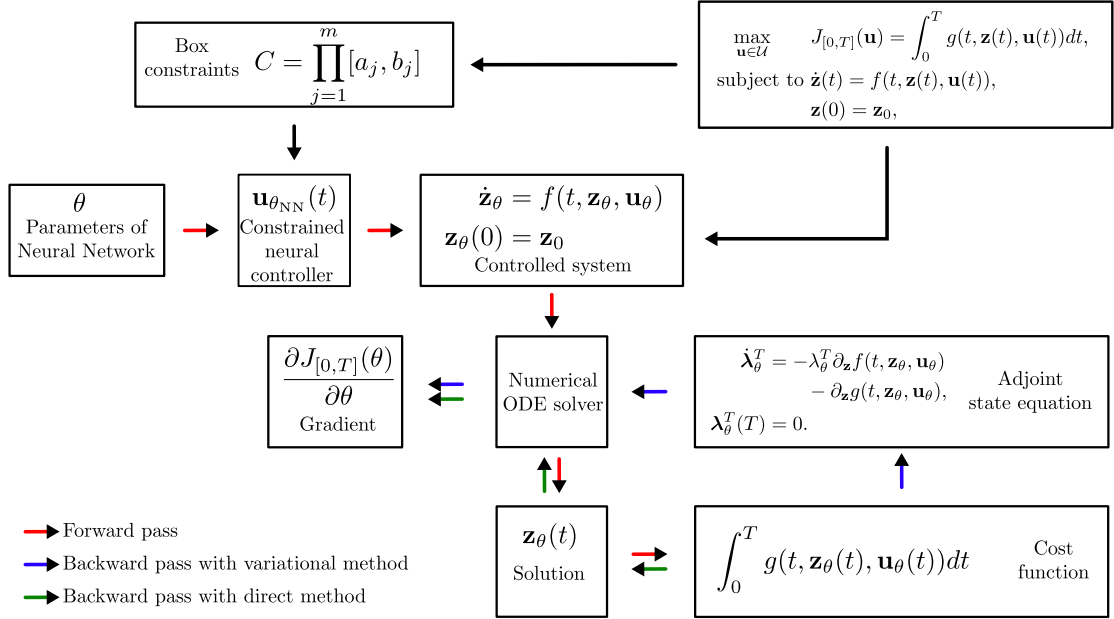 Box
constraints
C = ∏_{j=1}^{m} [a_j, b_j]
max_{𝐮∈𝒰} J_{[0,T]}(𝐮) = ∫_0^T g(t, 𝐳(t), 𝐮(t))dt,
subject to 𝐳̇(t) = f(t, 𝐳(t), 𝐮(t)),
𝐳(0) = 𝐳_0,
θ
Parameters of
Neural Network
𝐮_{θ_NN}(t)
Constrained
neural
controller
𝐳̇_θ = f(t, 𝐳_θ, 𝐮_θ)
𝐳_θ(0) = 𝐳_0
Controlled system
∂J_{[0,T]}(θ)
∂θ
Gradient
Numerical
ODE solver
𝛌̇_θ^T = −λ_θ^T ∂_𝐳 f(t, 𝐳_θ, 𝐮_θ)
− ∂_𝐳 g(t, 𝐳_θ, 𝐮_θ),
𝛌_θ^T(T) = 0.
Adjoint
state equation
Forward pass
Backward pass with variational method
Backward pass with direct method
𝐳_θ(t)
Solution
∫_0^T g(t, 𝐳_θ(t), 𝐮_θ(t))dt
Cost
function